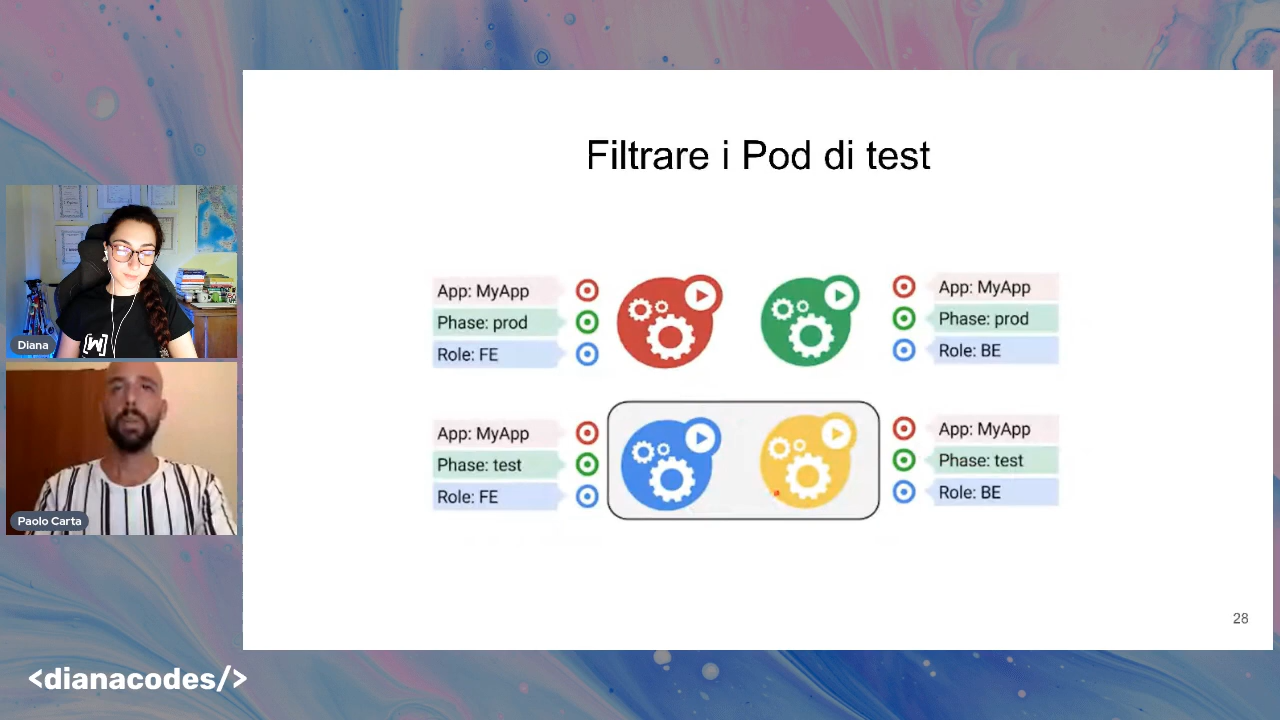 Filtrare i Pod di test
App: MyApp
Phase: prod
Role: FE
App: MyApp
Phase: prod
Role: BE
App: MyApp
Phase: test
Role: FE
App: MyApp
Phase: test
Role: BE
28
Diana
Paolo Carta
<dianacodes/>